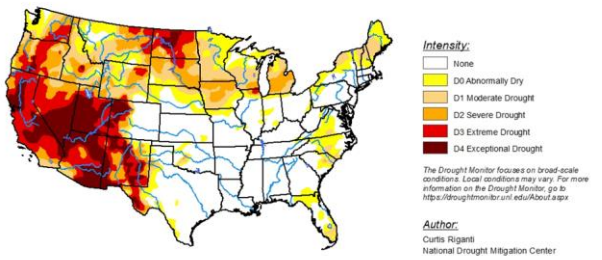 Intensity:
None
D0 Abnormally Dry
D1 Moderate Drought
D2 Severe Drought
D3 Extreme Drought
D4 Exceptional Drought
The Drought Monitor focuses on broad-scale
conditions. Local conditions may vary. For more
information on the Drought Monitor, go to
https://droughtmonitor.unl.edu/About.aspx
Author:
Curtis Riganti
National Drought Mitigation Center